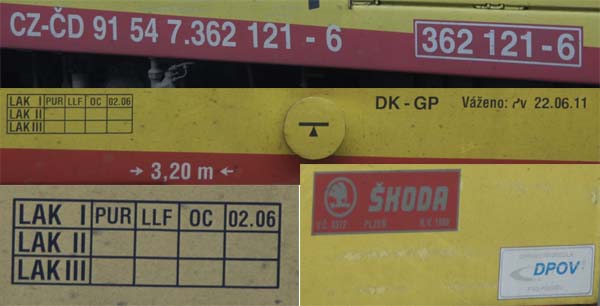 CZ-ČD 91 54 7.362 121 - 6
362 121-6
LAK I PUR LLF OC 02.06
LAK II
LAK III
DK - GP Váženo: 22.06.11
→ 3,20 m ←
LAK I PUR LLF OC 02.06
LAK II
LAK III
ŠKODA
PLZEŇ
DPOV